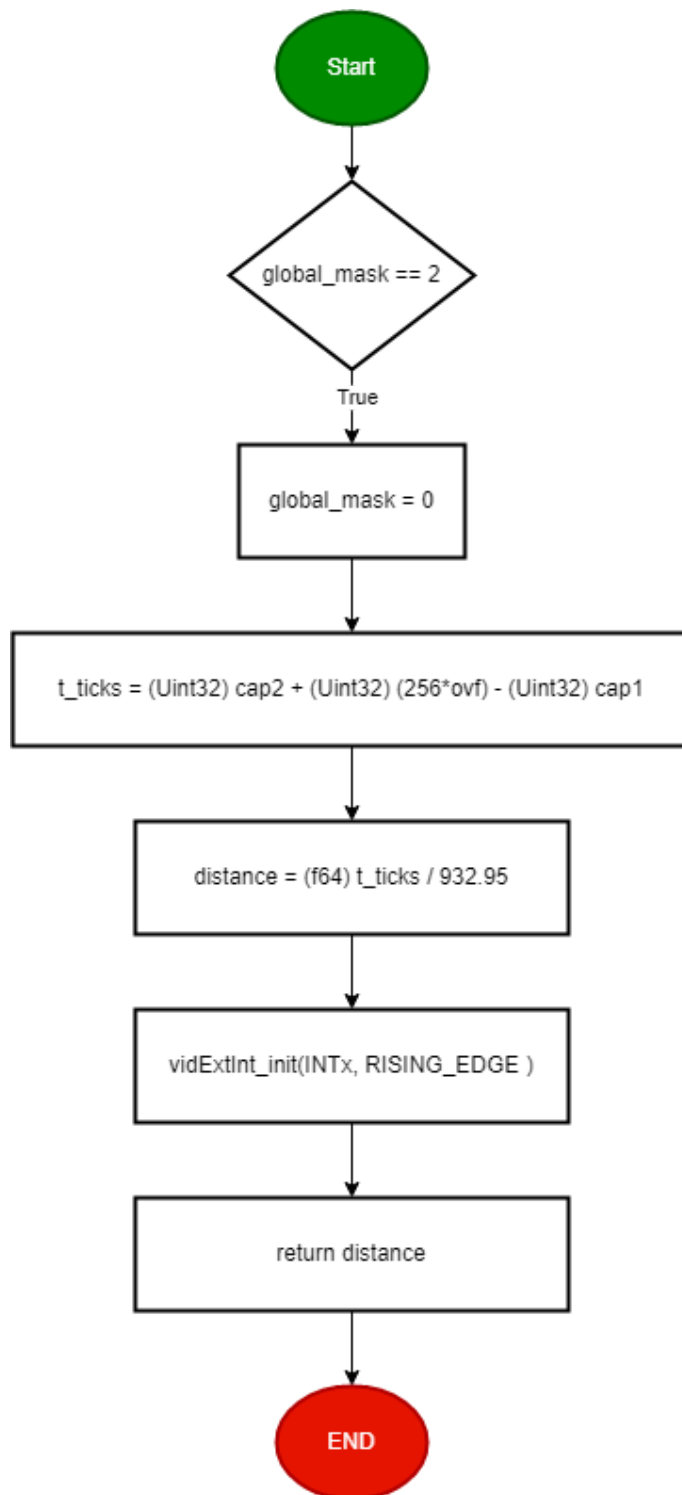 Start
global_mask == 2
True
global_mask = 0
t_ticks = (Uint32) cap2 + (Uint32) (256*ovf) - (Uint32) cap1
distance = (f64) t_ticks / 932.95
vidExtInt_init(INTx, RISING_EDGE )
return distance
END